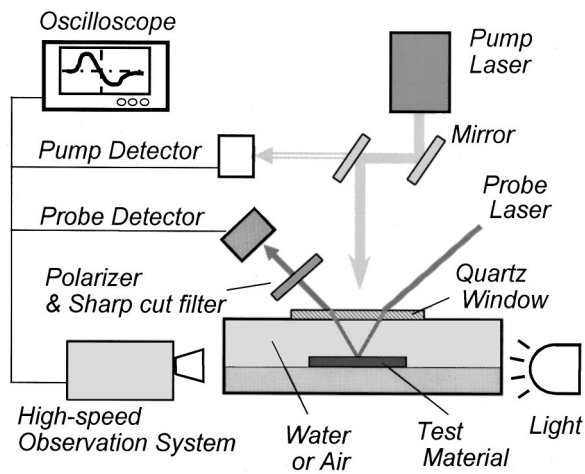 Oscilloscope
Pump
Laser
Mirror
Pump Detector
Probe
Laser
Probe Detector
Polarizer
& Sharp cut filter
Quartz
Window
High-speed
Observation System
Water
or Air
Test
Material
Light